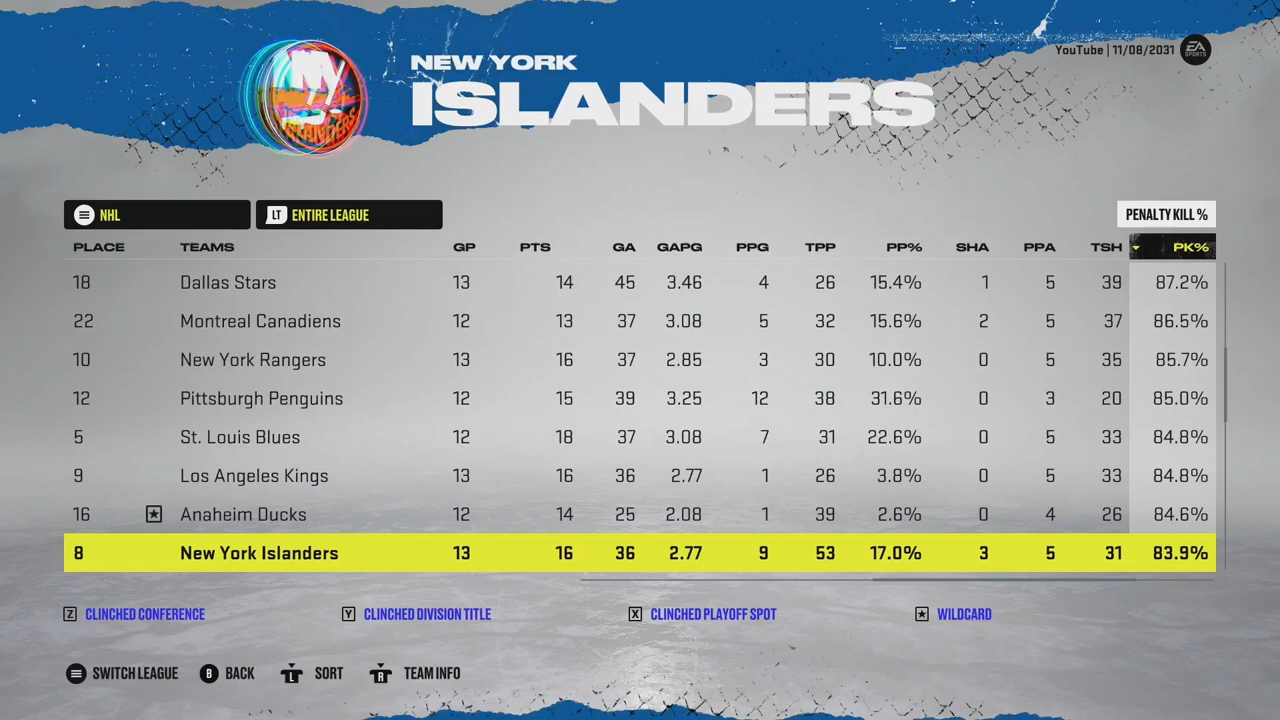 NEW YORK
ISLANDERS
YouTube | 11/08/2031
EA SPORTS
NY ISLANDERS
NHL
LT ENTIRE LEAGUE
PENALTY KILL %
PLACE TEAMS GP PTS GA GAPG PPG TPP PP% SHA PPA TSH PK%
18 Dallas Stars 13 14 45 3.46 4 26 15.4% 1 5 39 87.2%
22 Montreal Canadiens 12 13 37 3.08 5 32 15.6% 2 5 37 86.5%
10 New York Rangers 13 16 37 2.85 3 30 10.0% 0 5 35 85.7%
12 Pittsburgh Penguins 12 15 39 3.25 12 38 31.6% 0 3 20 85.0%
5 St. Louis Blues 12 18 37 3.08 7 31 22.6% 0 5 33 84.8%
9 Los Angeles Kings 13 16 36 2.77 1 26 3.8% 0 5 33 84.8%
16 Anaheim Ducks 12 14 25 2.08 1 39 2.6% 0 4 26 84.6%
8 New York Islanders 13 16 36 2.77 9 53 17.0% 3 5 31 83.9%
Z CLINCHED CONFERENCE Y CLINCHED DIVISION TITLE X CLINCHED PLAYOFF SPOT WILDCARD
SWITCH LEAGUE B BACK L SORT R TEAM INFO